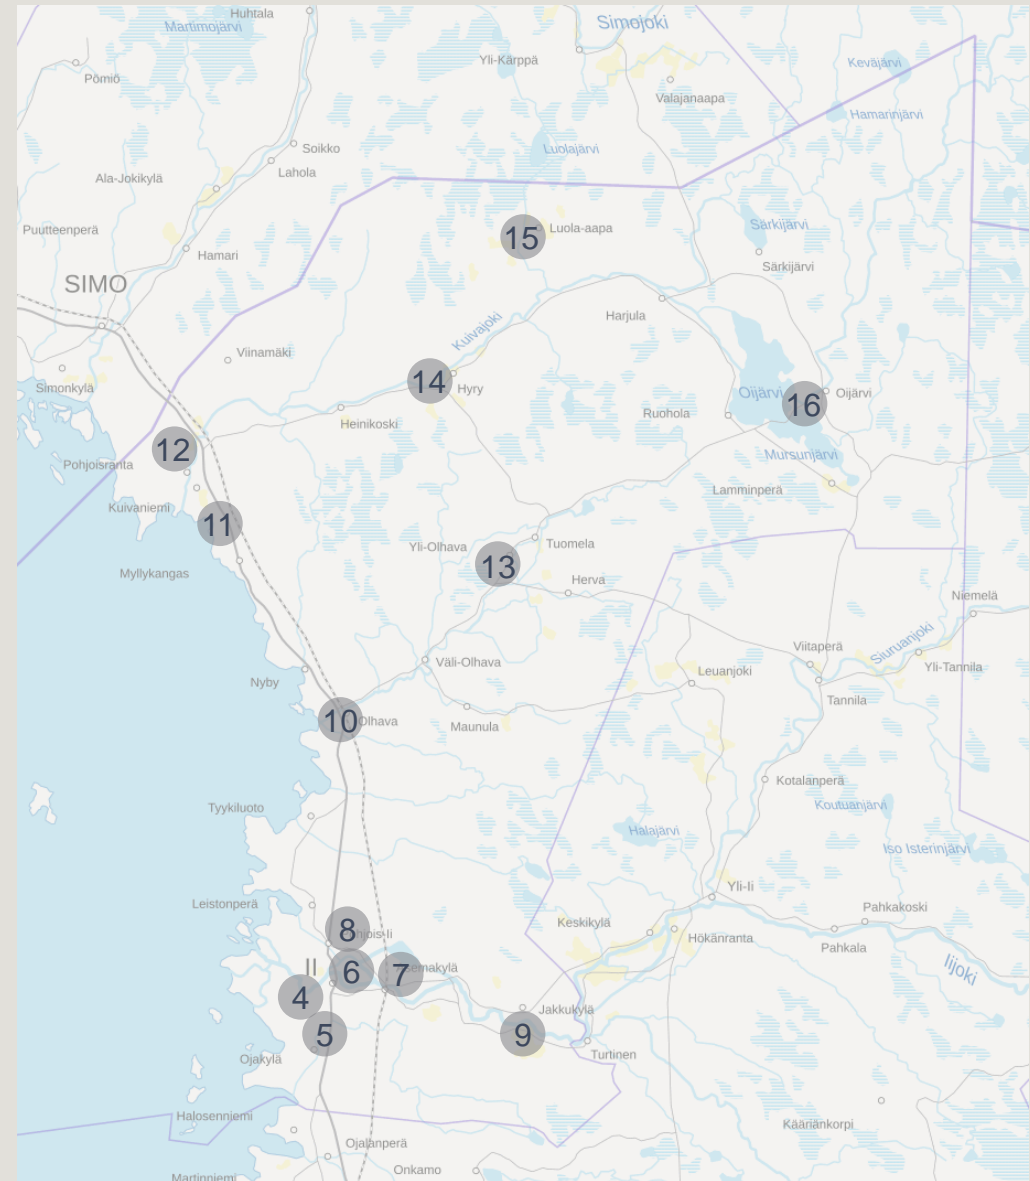 Huhtala
Martimojärvi
Simojoki
Yli-Kärppä
Keväjärvi
Pömiö
Valajanaapa
Hamarinjärvi
Soikko
Luolajärvi
Lahola
Ala-Jokikylä
Puutteenperä
Särkijärvi
Luola-aapa
15
Hamari
Särkijärvi
SIMO
Harjula
Kuivajoki
Viinamäki
14
Hyry
Simonkylä
Oijärvi
16
Oijärvi
Ruohola
Heinikoski
12
Mursunjärvi
Pohjoisranta
Lamminperä
Kuivaniemi
11
Yli-Olhava
Tuomela
13
Myllykangas
Herva
Niemelä
Siuruanjoki
Viitaperä
Väli-Olhava
Leuanjoki
Yli-Tannila
Nyby
Tannila
10
Olhava
Maunula
Kotalanperä
Tyykiluoto
Koutuanjärvi
Halajärvi
Iso Isterinjärvi
Yli-Ii
Leistonperä
Pahkakoski
Keskikylä
8
Hökänranta
Pahkala
II
6
7
Iijoki
4
Jakkukylä
5
9
Ojakylä
Turtinen
Halosenniemi
Kääriänkorpi
Ojalanperä
Onkamo
Martinniemi